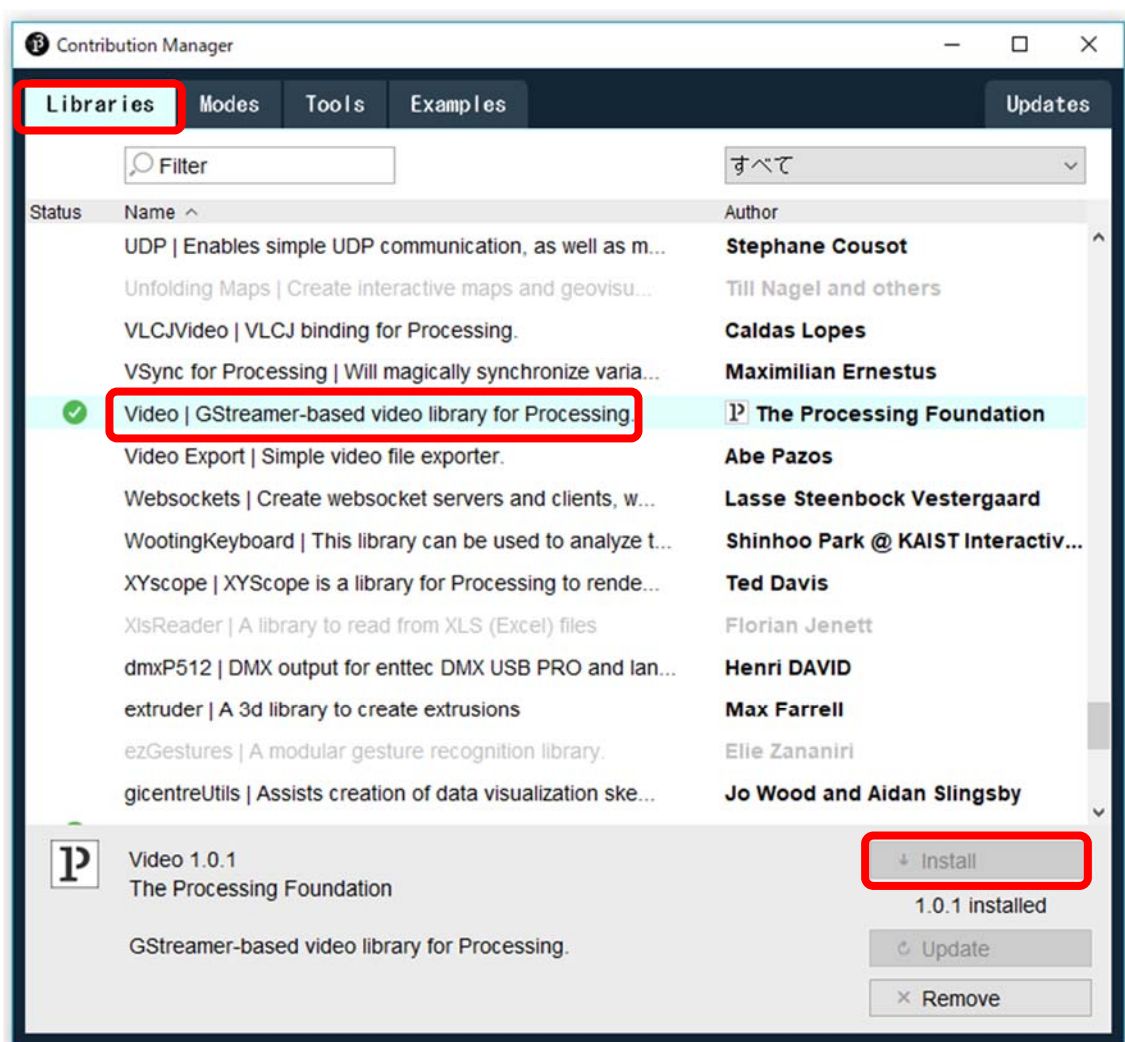 Contribution Manager
Libraries Modes Tools Examples Updates
Filter すべて
Status Name Author
UDP | Enables simple UDP communication, as well as m... Stephane Cousot
Unfolding Maps | Create interactive maps and geovisu... Till Nagel and others
VLCJVideo | VLCJ binding for Processing. Caldas Lopes
VSync for Processing | Will magically synchronize varia... Maximilian Ernestus
Video | GStreamer-based video library for Processing. The Processing Foundation
Video Export | Simple video file exporter. Abe Pazos
Websockets | Create websocket servers and clients, w... Lasse Steenbock Vestergaard
WootingKeyboard | This library can be used to analyze t... Shinhoo Park @ KAIST Interactiv...
XYscope | XYScope is a library for Processing to rende... Ted Davis
XlsReader | A library to read from XLS (Excel) files Florian Jenett
dmxP512 | DMX output for enttec DMX USB PRO and lan... Henri DAVID
extruder | A 3d library to create extrusions Max Farrell
ezGestures | A modular gesture recognition library. Elie Zananiri
gicentreUtils | Assists creation of data visualization ske... Jo Wood and Aidan Slingsby
Video 1.0.1
The Processing Foundation
GStreamer-based video library for Processing.
Install
1.0.1 installed
Update
Remove